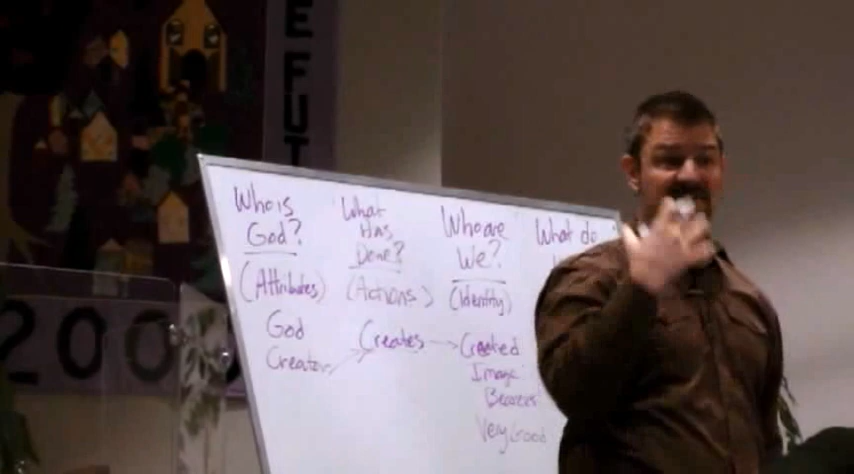 EFUT
200
Who is
God?
(Attributes)
God
Creator
What
Has
Done?
(Actions)
Creates
Who are
We?
(Identity)
Created
Image
Bearers
Very Good
What do